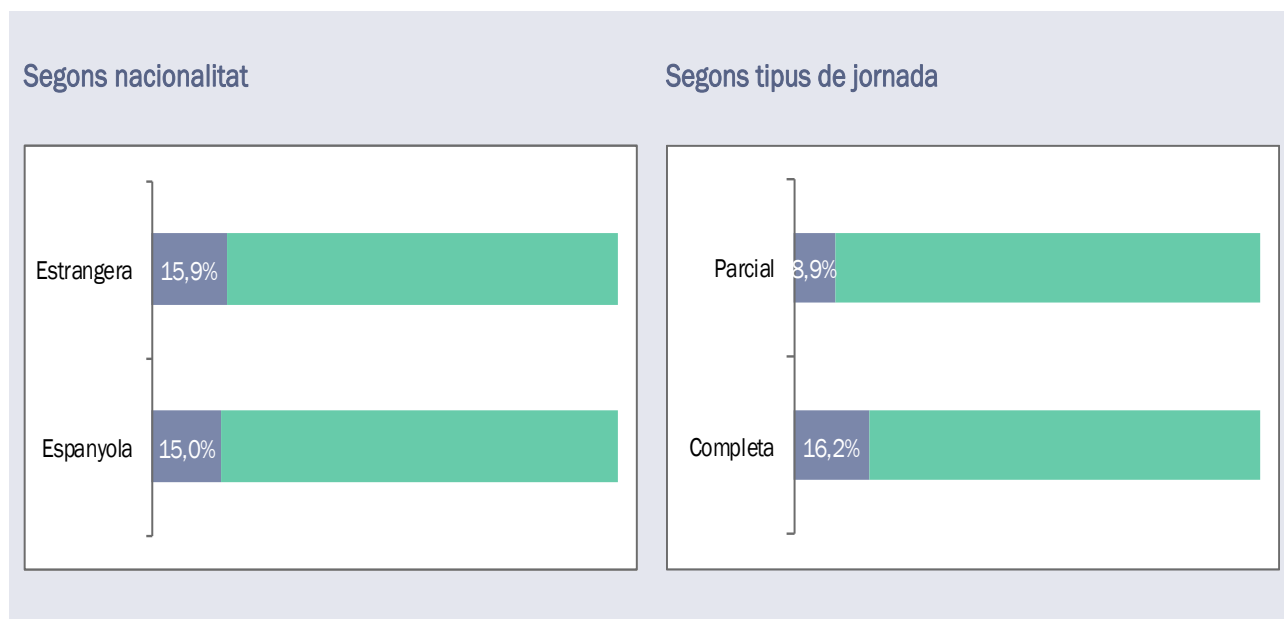 Segons nacionalitat
Estrangera
15,9%
Espanyola
15,0%
Segons tipus de jornada
Parcial
8,9%
Completa
16,2%